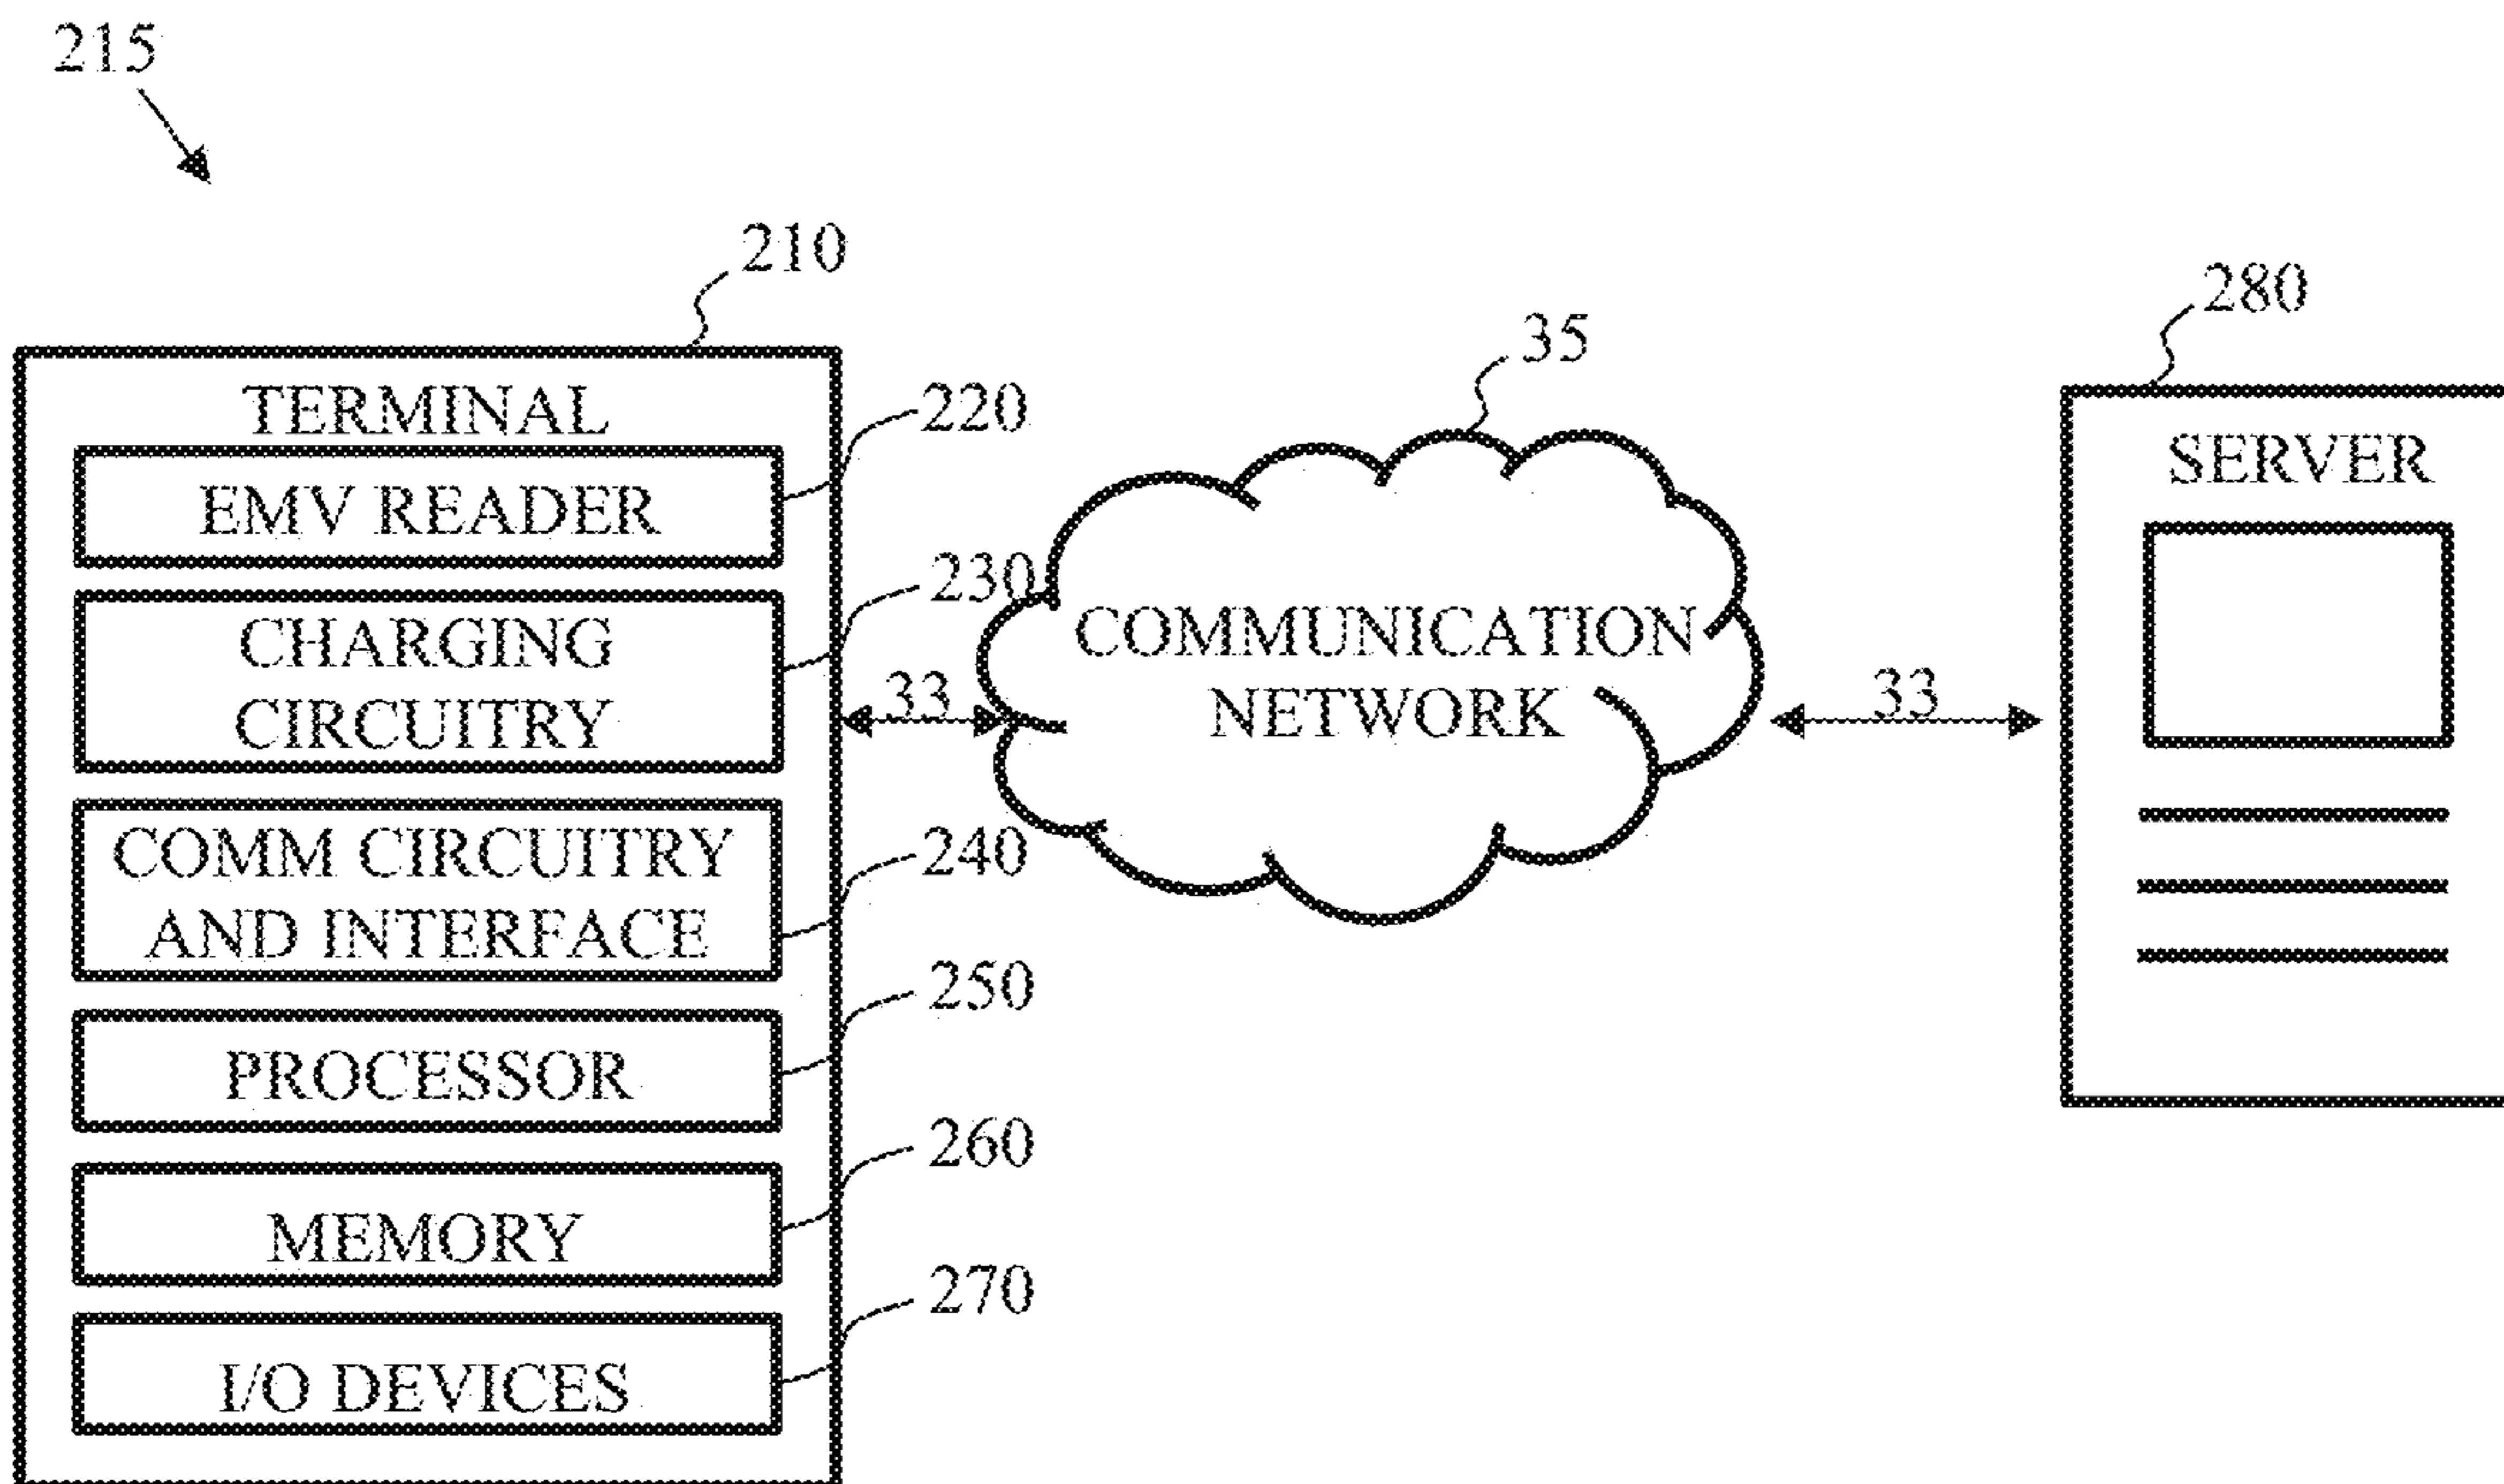 215
210
280
35
TERMINAL
220
SERVER
EMV READER
230
CHARGING
CIRCUITRY
COMMUNICATION
NETWORK
33
33
240
COMM CIRCUITRY
AND INTERFACE
250
PROCESSOR
260
MEMORY
270
I/O DEVICES